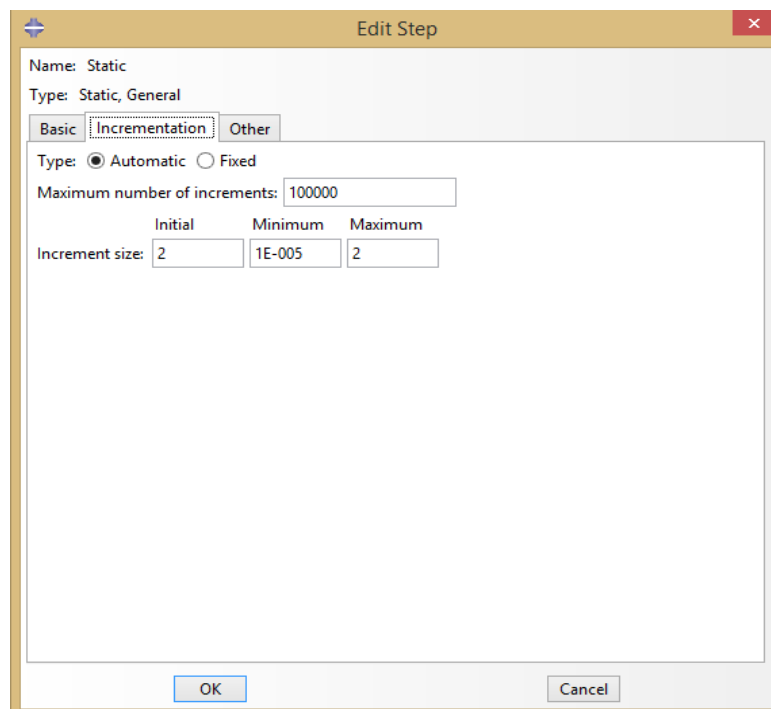 Edit Step
Name: Static
Type: Static, General
Basic Incrementation Other
Type: Automatic Fixed
Maximum number of increments: 100000
Initial Minimum Maximum
Increment size: 2 1E-005 2
OK Cancel